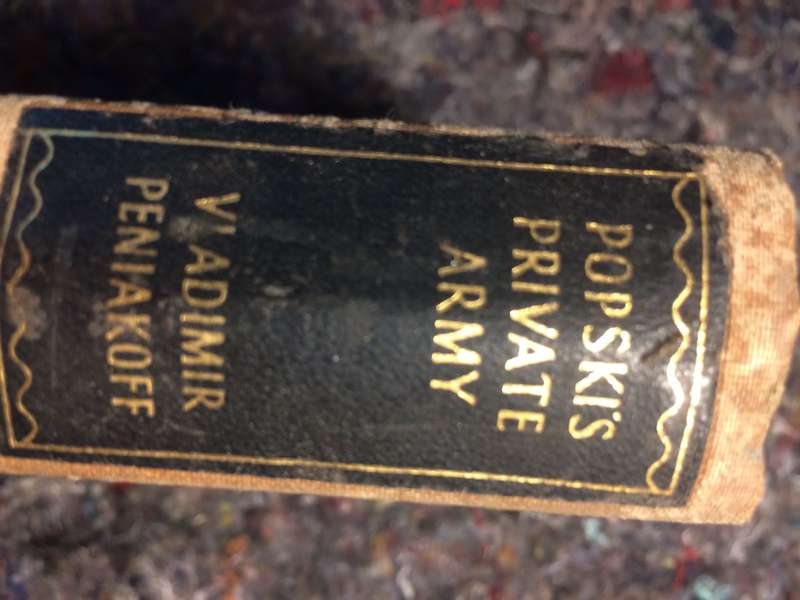 POPSKI'S
PRIVATE
ARMY
VLADIMIR
PENIAKOFF